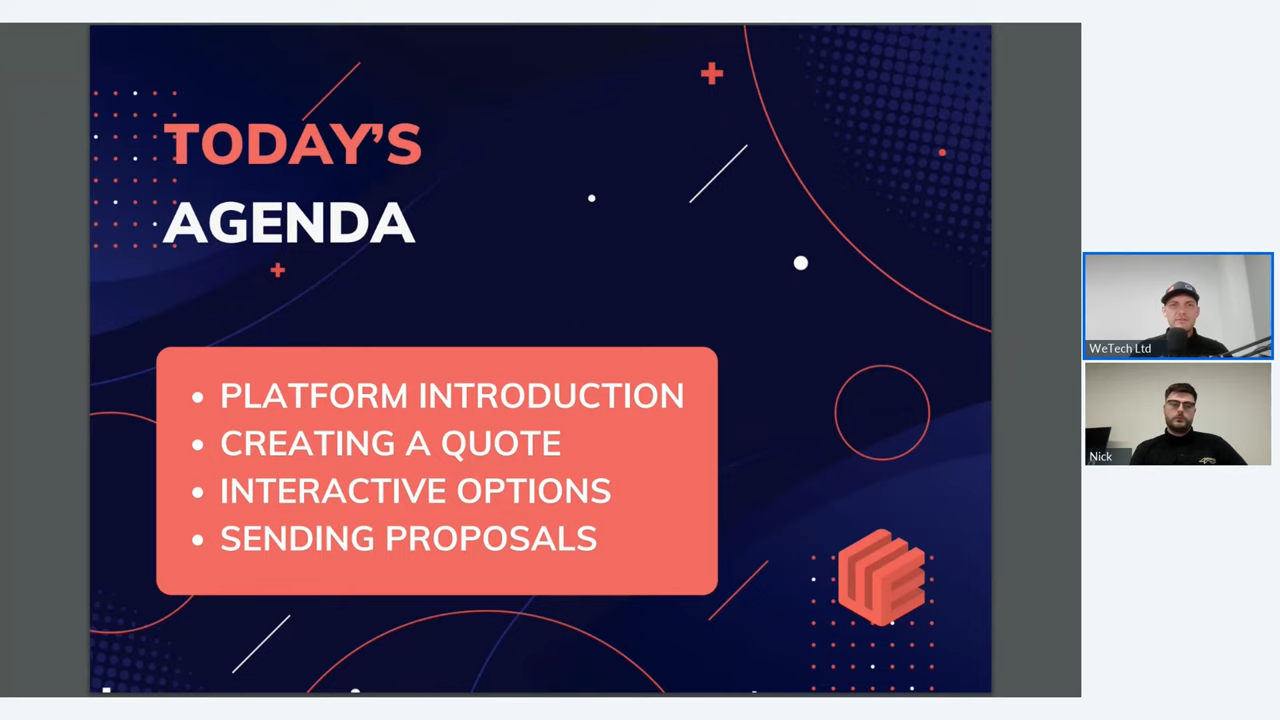 TODAY’S
AGENDA
• PLATFORM INTRODUCTION
• CREATING A QUOTE
• INTERACTIVE OPTIONS
• SENDING PROPOSALS
WeTech Ltd
Nick